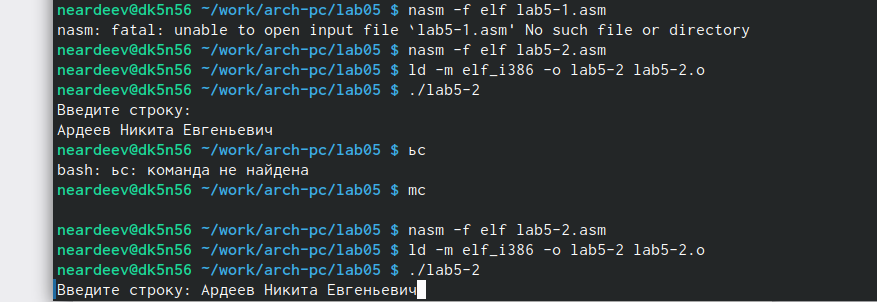 neardeev@dk5n56 ~/work/arch-pc/lab05 $ nasm -f elf lab5-1.asm
nasm: fatal: unable to open input file `lab5-1.asm' No such file or directory
neardeev@dk5n56 ~/work/arch-pc/lab05 $ nasm -f elf lab5-2.asm
neardeev@dk5n56 ~/work/arch-pc/lab05 $ ld -m elf_i386 -o lab5-2 lab5-2.o
neardeev@dk5n56 ~/work/arch-pc/lab05 $ ./lab5-2
Введите строку:
Ардеев Никита Евгеньевич
neardeev@dk5n56 ~/work/arch-pc/lab05 $ ьс
bash: ьс: команда не найдена
neardeev@dk5n56 ~/work/arch-pc/lab05 $ mc
neardeev@dk5n56 ~/work/arch-pc/lab05 $ nasm -f elf lab5-2.asm
neardeev@dk5n56 ~/work/arch-pc/lab05 $ ld -m elf_i386 -o lab5-2 lab5-2.o
neardeev@dk5n56 ~/work/arch-pc/lab05 $ ./lab5-2
Введите строку: Ардеев Никита Евгеньевич